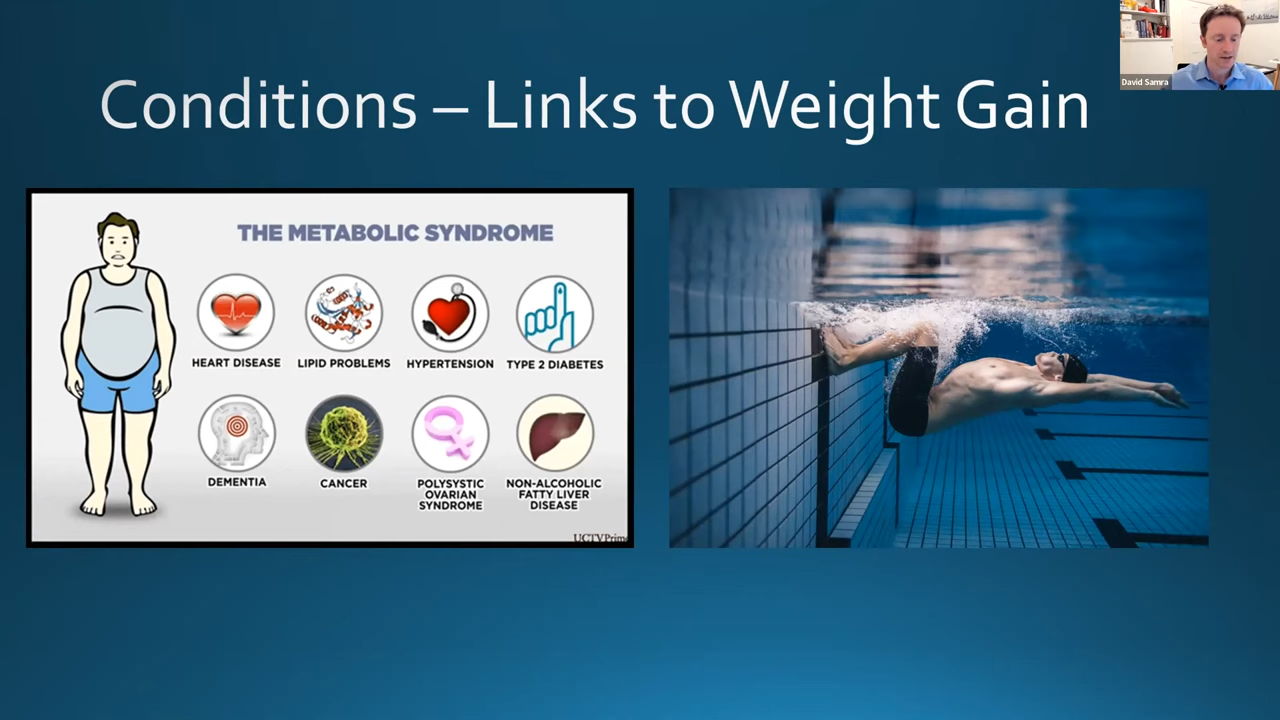 Conditions – Links to Weight Gain
David Samra
THE METABOLIC SYNDROME
HEART DISEASE
LIPID PROBLEMS
HYPERTENSION
TYPE 2 DIABETES
DEMENTIA
CANCER
POLYSYSTIC
OVARIAN
SYNDROME
NON-ALCOHOLIC
FATTY LIVER
DISEASE
UCTVPrime